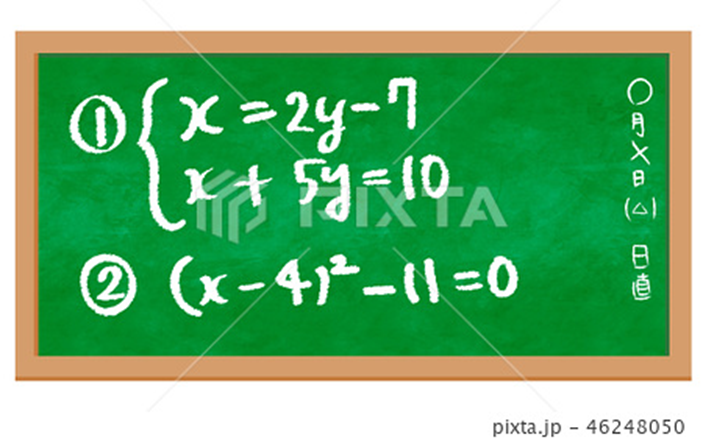 ① { x = 2y - 7
x + 5y = 10
② (x - 4)² - 11 = 0
○月×日(△) 日直
PIXTA
pixta.jp - 46248050